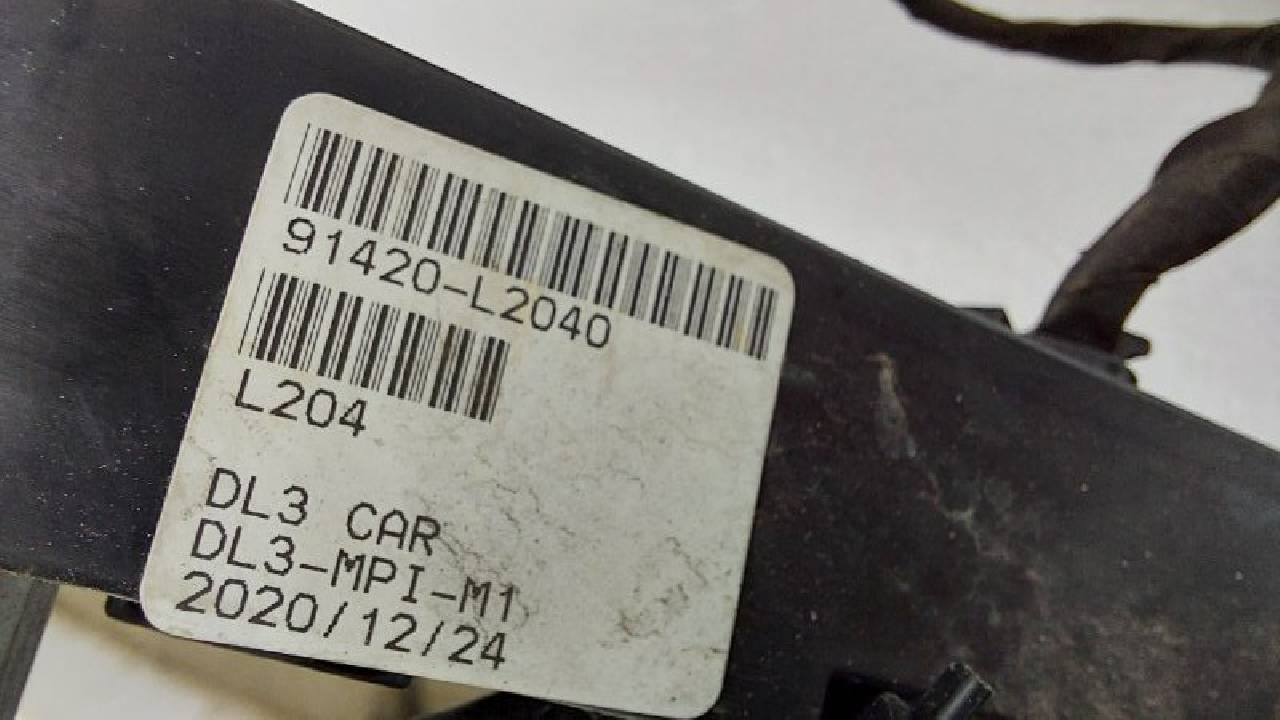 91420-L2040
L204
DL3 CAR
DL3-MPI-M1
2020/12/24